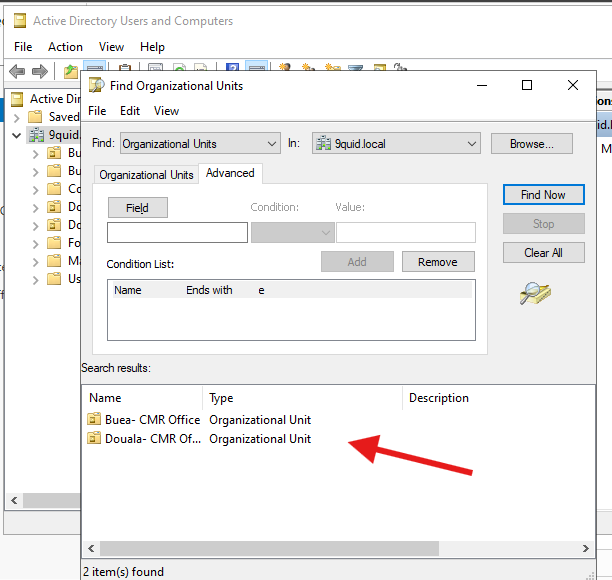 Active Directory Users and Computers
File Action View Help
Find Organizational Units
File Edit View
Find: Organizational Units In: 9quid.local Browse...
Organizational Units Advanced
Field Condition: Value:
Add Remove
Condition List:
Name Ends with e
Find Now
Stop
Clear All
Search results:
Name Type Description
Buea- CMR Office Organizational Unit
Douala- CMR Of... Organizational Unit
2 item(s) found
Active Dir
Saved
9quid.
Bu
Bu
Co
Do
Do
Fo
Ma
Us